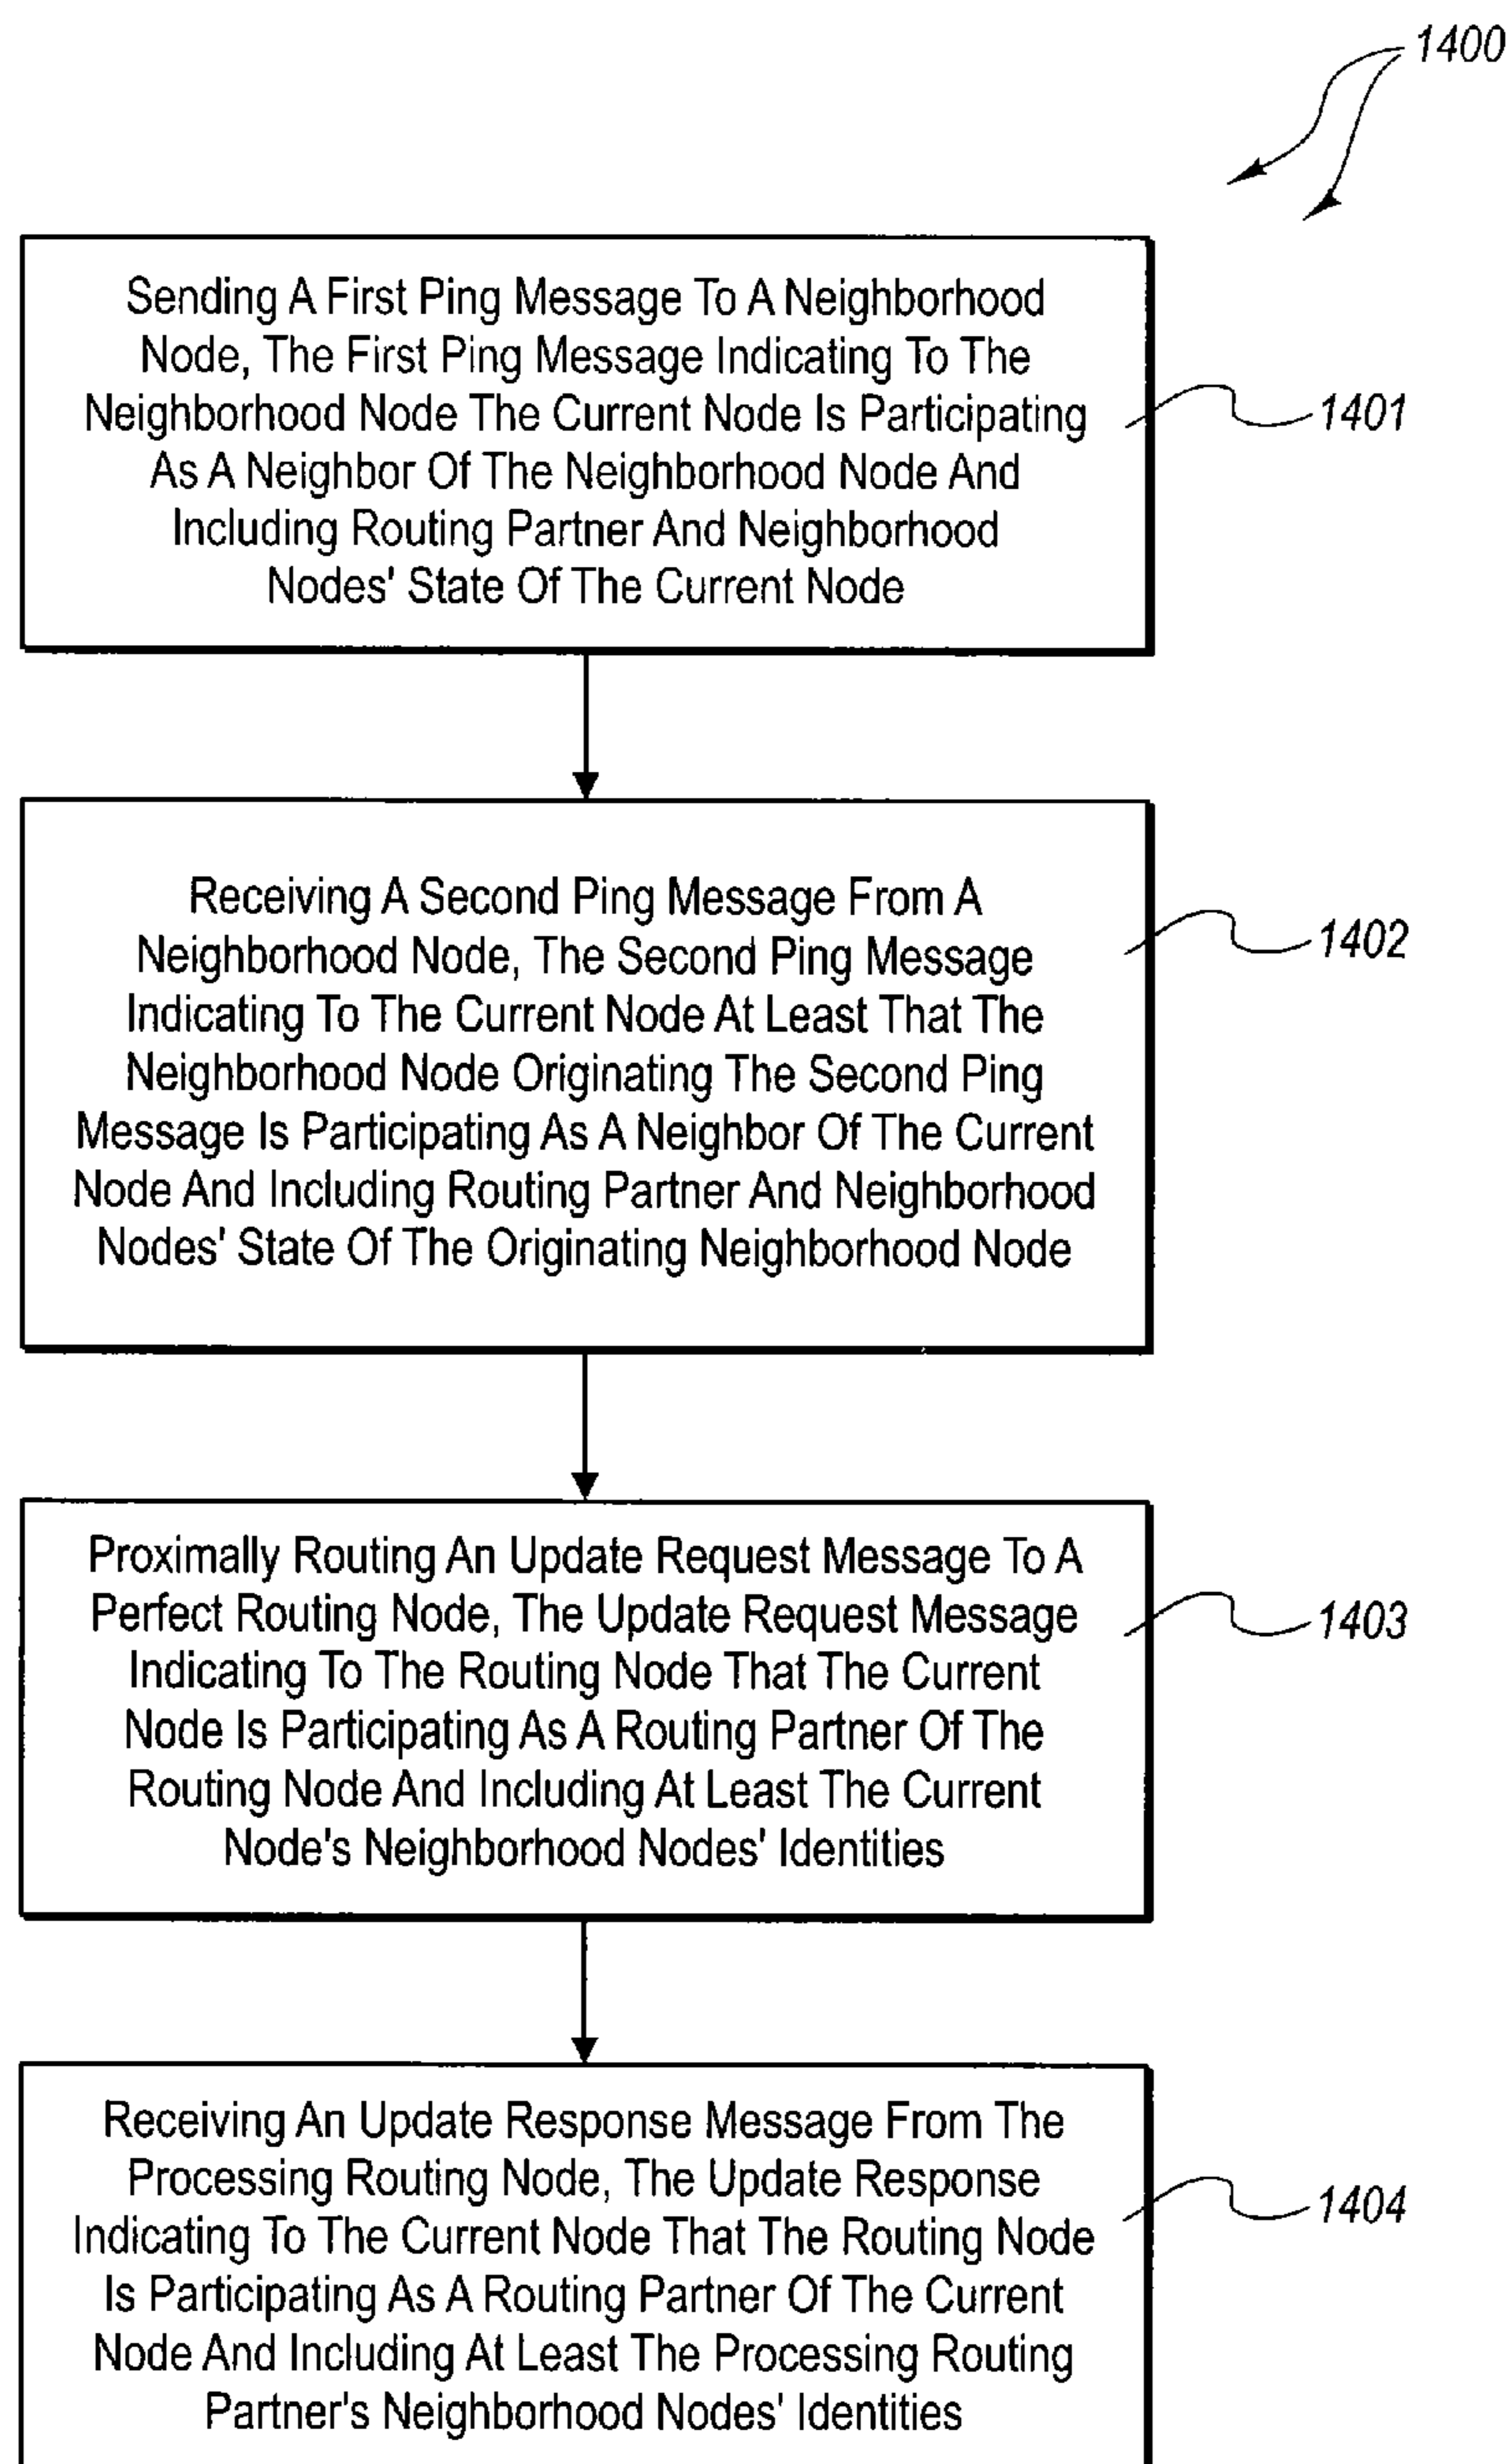 1400
Sending A First Ping Message To A Neighborhood
Node, The First Ping Message Indicating To The
Neighborhood Node The Current Node Is Participating
As A Neighbor Of The Neighborhood Node And
Including Routing Partner And Neighborhood
Nodes' State Of The Current Node
1401
Receiving A Second Ping Message From A
Neighborhood Node, The Second Ping Message
Indicating To The Current Node At Least That The
Neighborhood Node Originating The Second Ping
Message Is Participating As A Neighbor Of The Current
Node And Including Routing Partner And Neighborhood
Nodes' State Of The Originating Neighborhood Node
1402
Proximally Routing An Update Request Message To A
Perfect Routing Node, The Update Request Message
Indicating To The Routing Node That The Current
Node Is Participating As A Routing Partner Of The
Routing Node And Including At Least The Current
Node's Neighborhood Nodes' Identities
1403
Receiving An Update Response Message From The
Processing Routing Node, The Update Response
Indicating To The Current Node That The Routing Node
Is Participating As A Routing Partner Of The Current
Node And Including At Least The Processing Routing
Partner's Neighborhood Nodes' Identities
1404